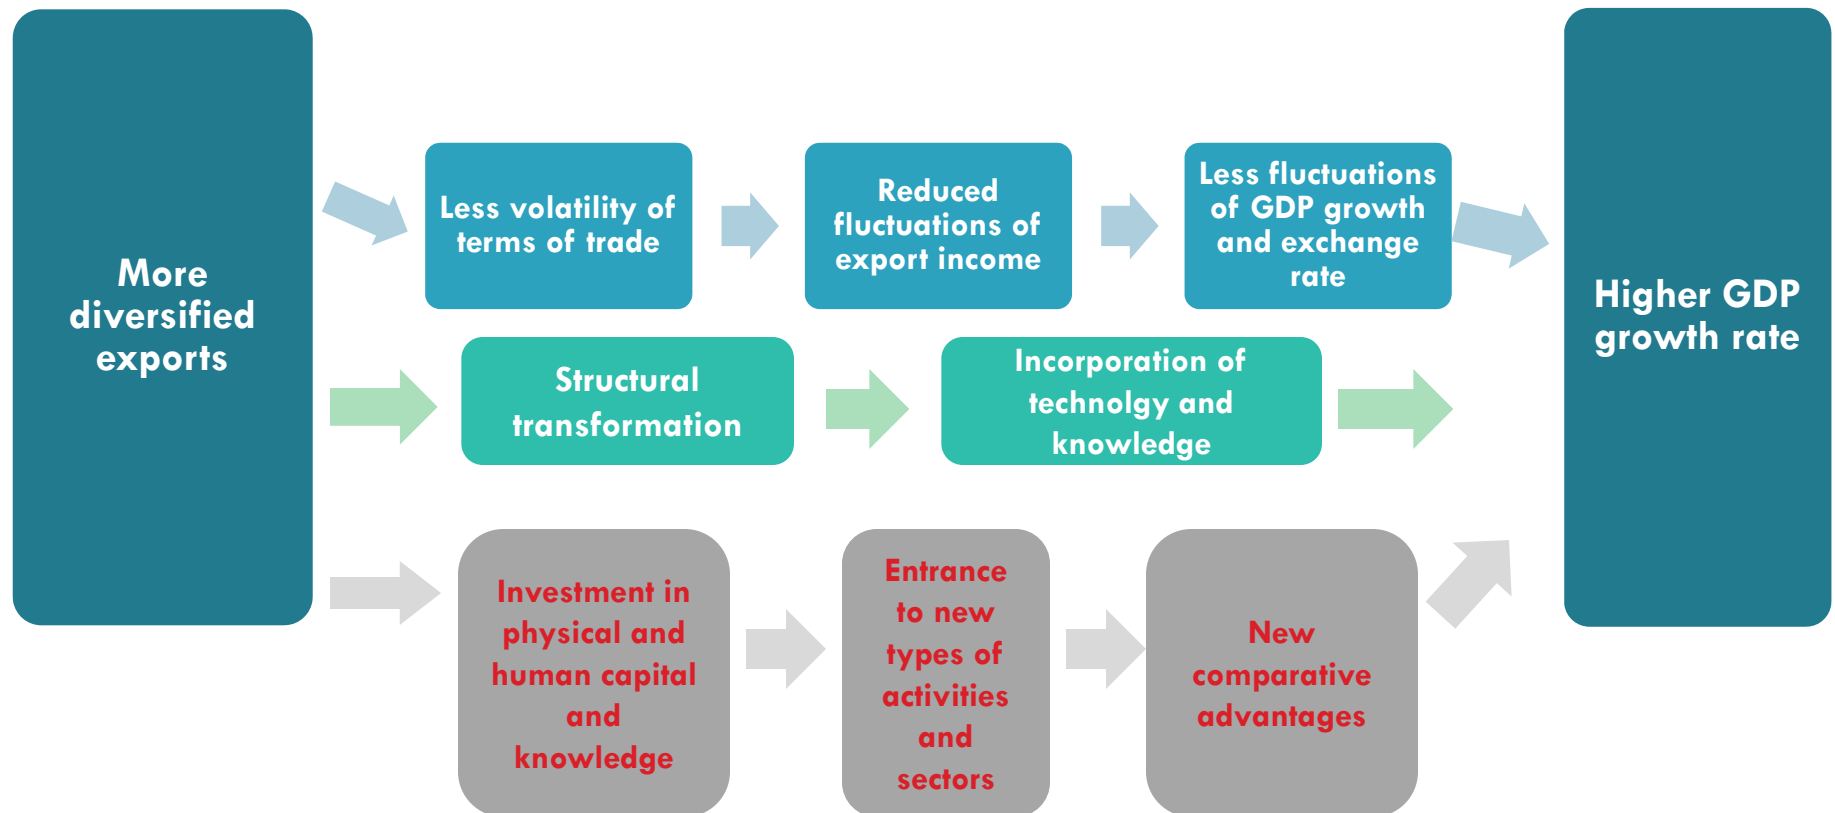 More
diversified
exports
Less volatility of
terms of trade
Reduced
fluctuations of
export income
Less fluctuations
of GDP growth
and exchange
rate
Higher GDP
growth rate
Structural
transformation
Incorporation of
technolgy and
knowledge
Investment in
physical and
human capital
and
knowledge
Entrance
to new
types of
activities
and
sectors
New
comparative
advantages